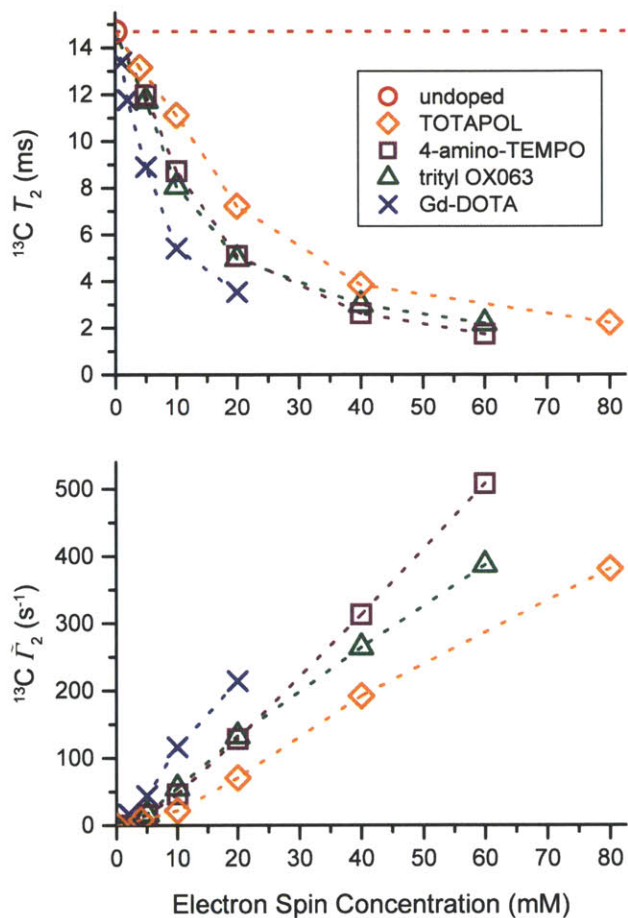 16
14
12
10
8
6
4
2
0
¹³C T₂ (ms)
undoped
TOTAPOL
4-amino-TEMPO
trityl OX063
Gd-DOTA
0 10 20 30 40 50 60 70 80
500
400
300
200
100
0
¹³C Γ̃₂ (s⁻¹)
0 10 20 30 40 50 60 70 80
Electron Spin Concentration (mM)